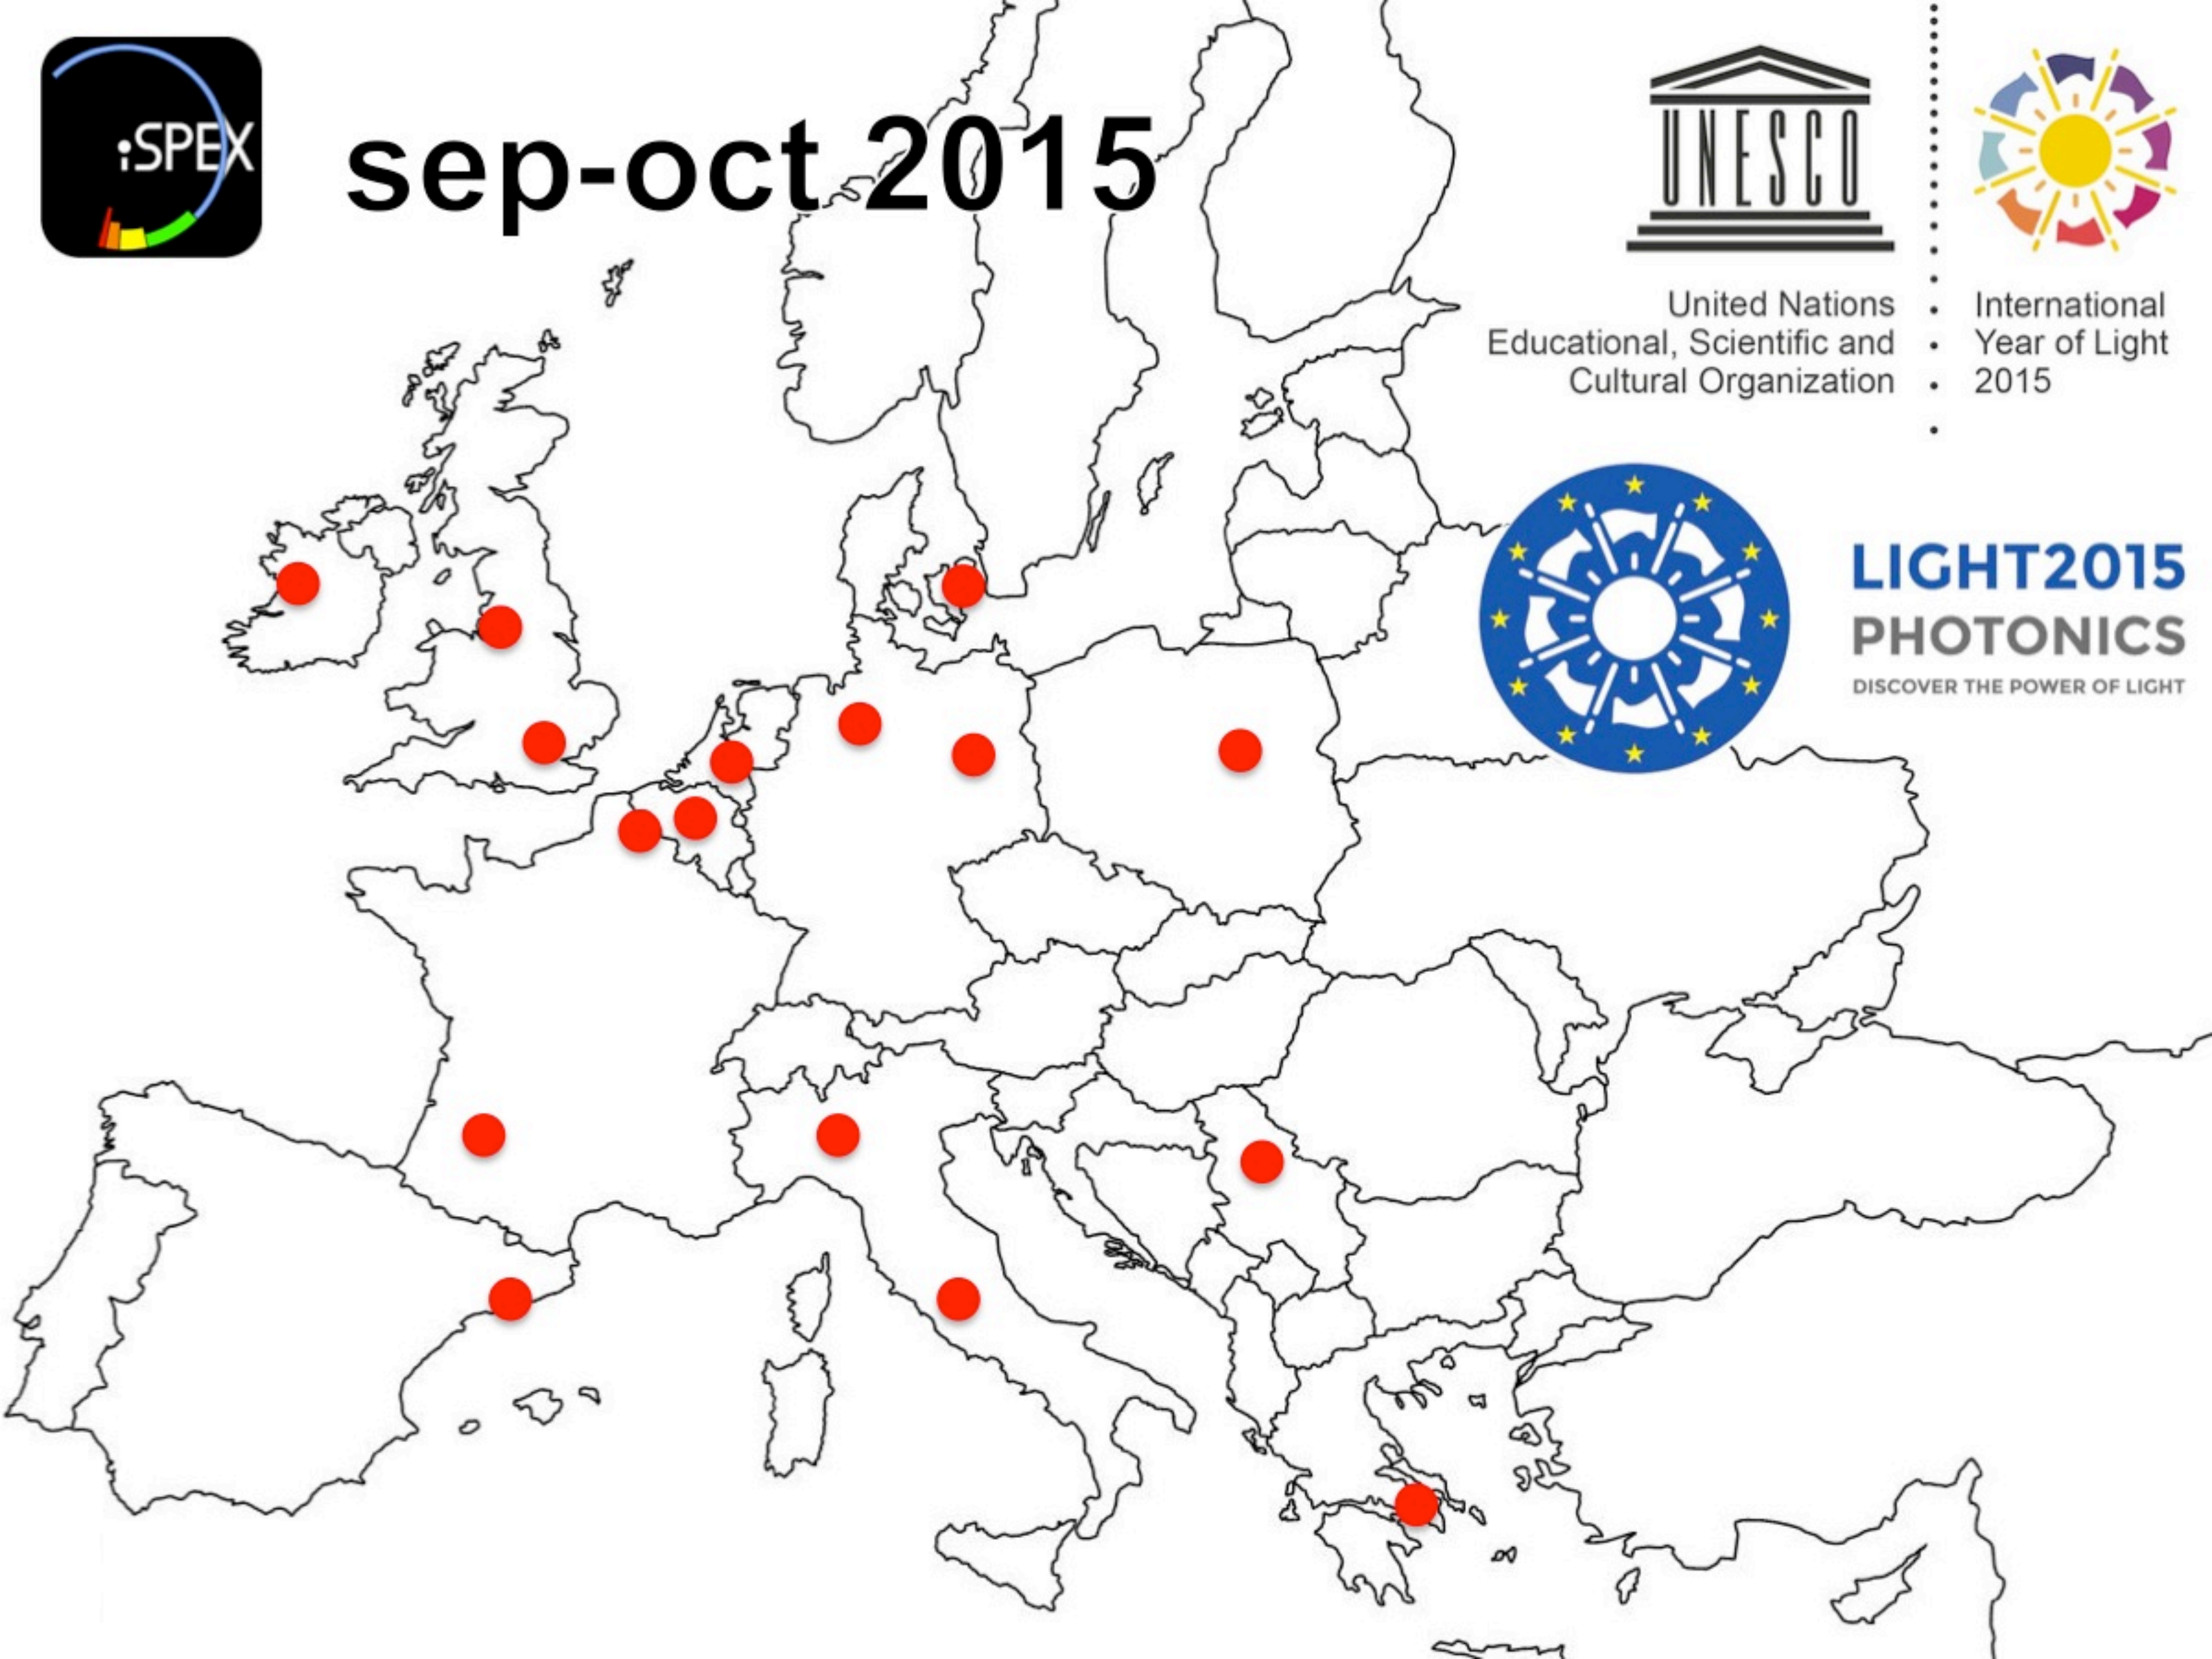 iSPEX
sep-oct 2015
UNESCO
United Nations
Educational, Scientific and
Cultural Organization
International
Year of Light
2015
LIGHT2015
PHOTONICS
DISCOVER THE POWER OF LIGHT